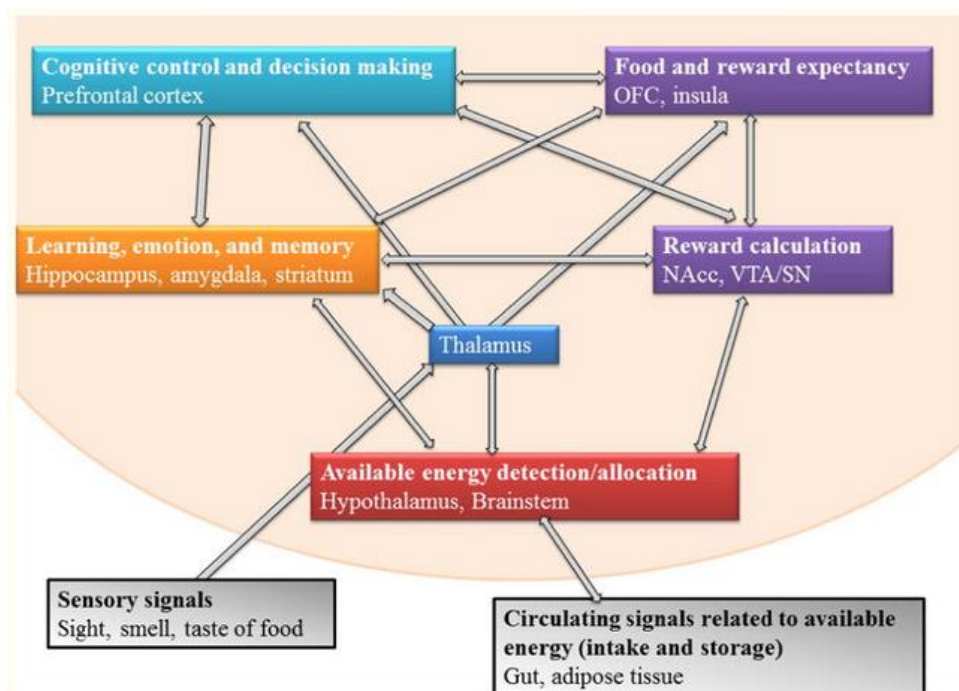 Cognitive control and decision making
Prefrontal cortex
Food and reward expectancy
OFC, insula
Learning, emotion, and memory
Hippocampus, amygdala, striatum
Reward calculation
NAcc, VTA/SN
Thalamus
Available energy detection/allocation
Hypothalamus, Brainstem
Sensory signals
Sight, smell, taste of food
Circulating signals related to available
energy (intake and storage)
Gut, adipose tissue